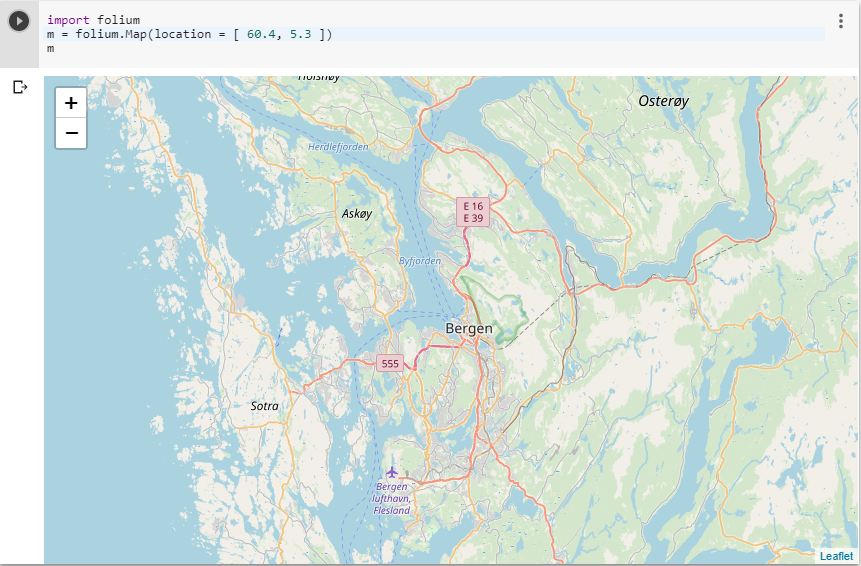 import folium
m = folium.Map(location = [ 60.4, 5.3 ])
m
Holsnøy
+
−
Osterøy
Herdlefjorden
E 16
E 39
Askøy
Byfjorden
Bergen
555
Sotra
Bergen
lufthavn,
Flesland
Leaflet